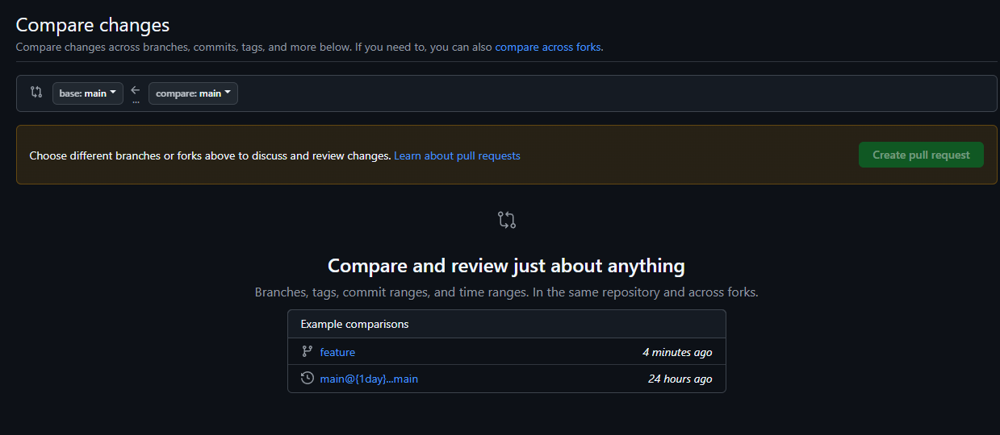 Compare changes
Compare changes across branches, commits, tags, and more below. If you need to, you can also compare across forks.
base: main ← compare: main
...
Choose different branches or forks above to discuss and review changes. Learn about pull requests Create pull request
Compare and review just about anything
Branches, tags, commit ranges, and time ranges. In the same repository and across forks.
Example comparisons
feature 4 minutes ago
main@{1day}...main 24 hours ago